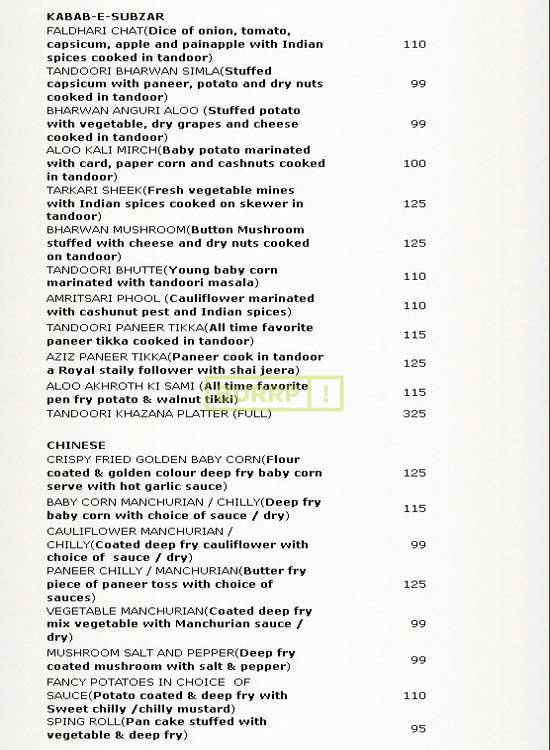 KABAB-E-SUBZAR
FALDHARI CHAT(Dice of onion, tomato,
capsicum, apple and painapple with Indian 110
spices cooked in tandoor)
TANDOORI BHARWAN SIMLA(Stuffed
capsicum with paneer, potato and dry nuts 99
cooked in tandoor)
BHARWAN ANGURI ALOO (Stuffed potato
with vegetable, dry grapes and cheese 99
cooked in tandoor)
ALOO KALI MIRCH(Baby potato marinated
with card, paper corn and cashnuts cooked 100
in tandoor)
TARKARI SHEEK(Fresh vegetable mines
with Indian spices cooked on skewer in 125
tandoor)
BHARWAN MUSHROOM(Button Mushroom
stuffed with cheese and dry nuts cooked 125
on tandoor)
TANDOORI BHUTTE(Young baby corn
marinated with tandoori masala) 110
AMRITSARI PHOOL (Cauliflower marinated
with cashunut pest and Indian spices) 110
TANDOORI PANEER TIKKA(All time favorite
paneer tikka cooked in tandoor) 115
AZIZ PANEER TIKKA(Paneer cook in tandoor
a Royal staily follower with shai jeera) 125
ALOO AKHROTH KI SAMI (All time favorite
pen fry potato & walnut tikki) 115
BURRP!
TANDOORI KHAZANA PLATTER (FULL) 325
CHINESE
CRISPY FRIED GOLDEN BABY CORN(Flour
coated & golden colour deep fry baby corn 125
serve with hot garlic sauce)
BABY CORN MANCHURIAN / CHILLY(Deep fry
baby corn with choice of sauce / dry) 115
CAULIFLOWER MANCHURIAN /
CHILLY(Coated deep fry cauliflower with 99
choice of  sauce / dry)
PANEER CHILLY / MANCHURIAN(Butter fry
piece of paneer toss with choice of 125
sauces)
VEGETABLE MANCHURIAN(Coated deep fry
mix vegetable with Manchurian sauce / 99
dry)
MUSHROOM SALT AND PEPPER(Deep fry
coated mushroom with salt & pepper) 99
FANCY POTATOES IN CHOICE  OF
SAUCE(Potato coated & deep fry with 110
Sweet chilly /chilly mustard)
SPING ROLL(Pan cake stuffed with
vegetable & deep fry) 95